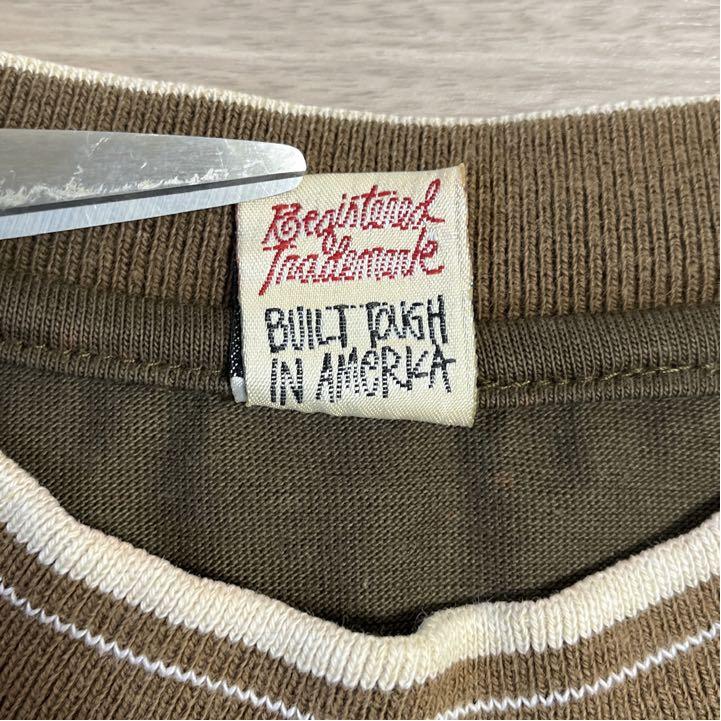 Registered
Trademark
BUILT TOUGH
IN AMERICA